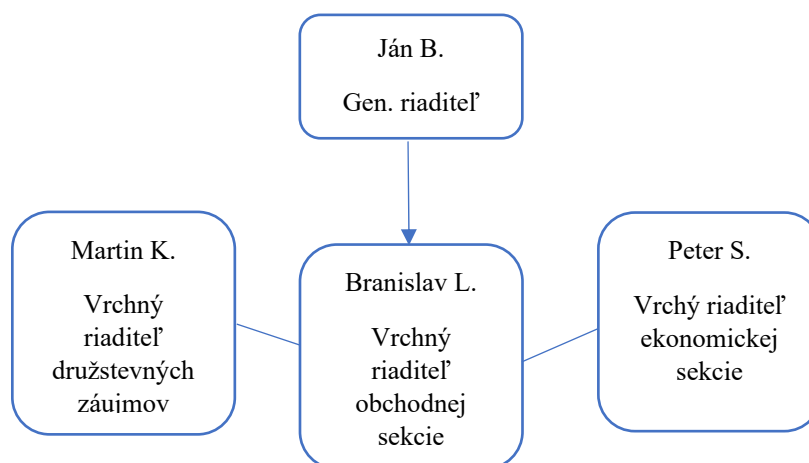 Ján B.
Gen. riaditeľ
Martin K.
Vrchný
riaditeľ
družstevných
záujmov
Branislav L.
Vrchný
riaditeľ
obchodnej
sekcie
Peter S.
Vrchý riaditeľ
ekonomickej
sekcie